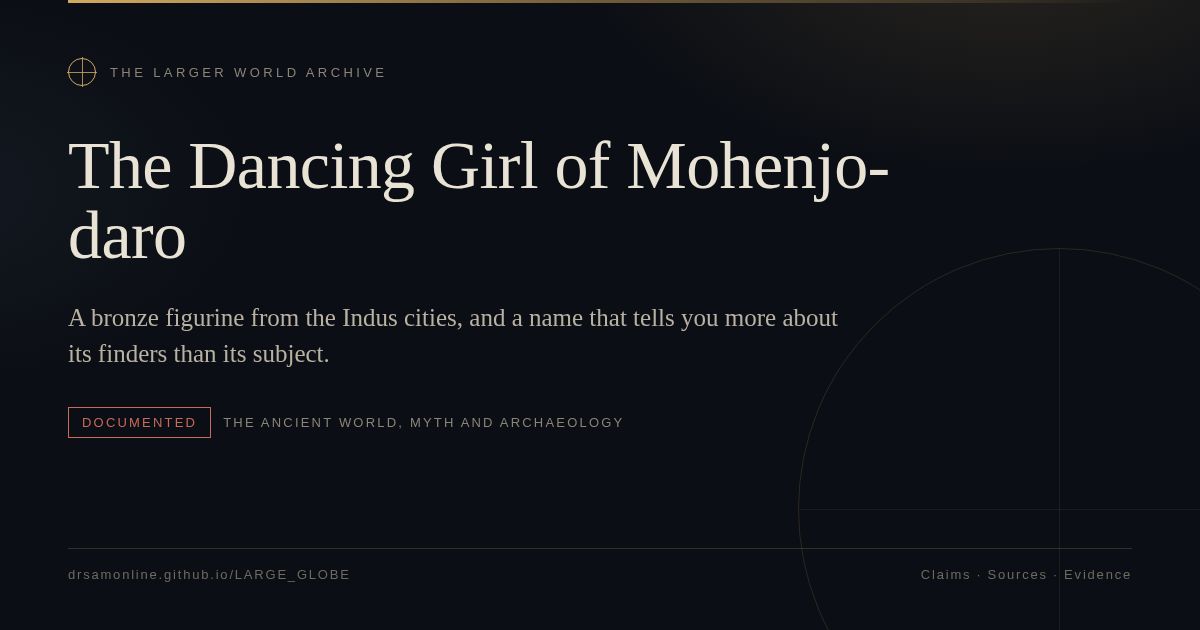 THE LARGER WORLD ARCHIVE
The Dancing Girl of Mohenjo-
daro
A bronze figurine from the Indus cities, and a name that tells you more about
its finders than its subject.
DOCUMENTED THE ANCIENT WORLD, MYTH AND ARCHAEOLOGY
drsamonline.github.io/LARGE_GLOBE Claims · Sources · Evidence